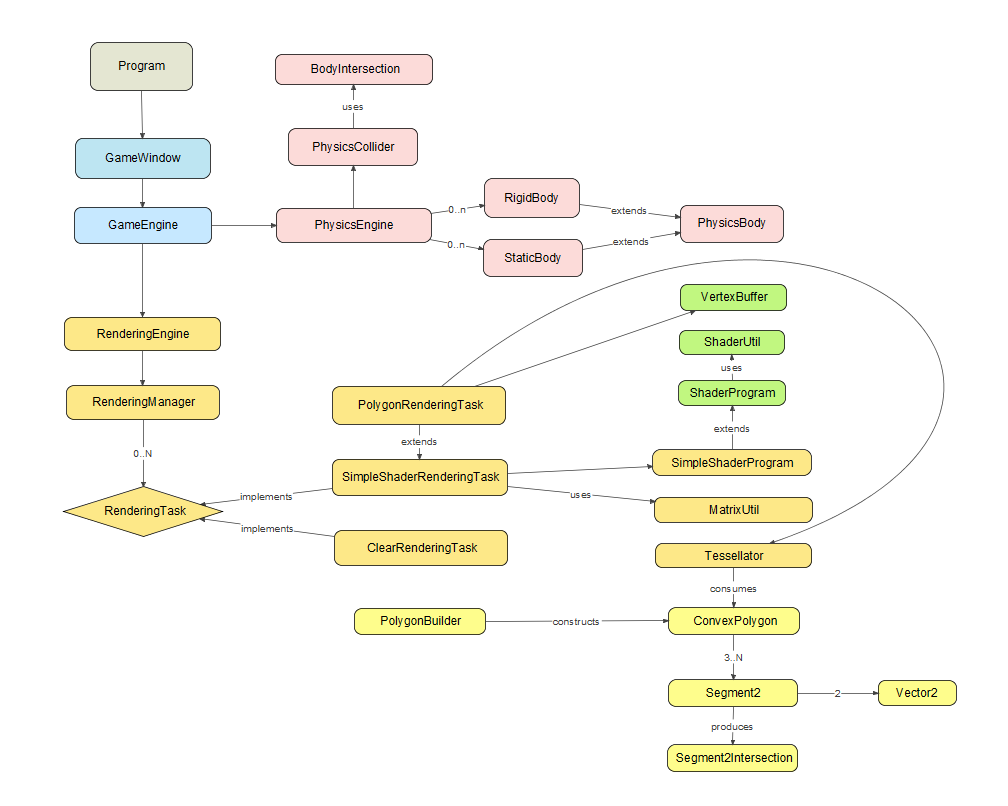 Program
BodyIntersection
uses
PhysicsCollider
GameWindow
GameEngine
PhysicsEngine
0..n
RigidBody
extends
PhysicsBody
0..n
StaticBody
extends
VertexBuffer
RenderingEngine
ShaderUtil
uses
RenderingManager
PolygonRenderingTask
ShaderProgram
extends
extends
0..N
SimpleShaderRenderingTask
SimpleShaderProgram
implements
uses
RenderingTask
MatrixUtil
implements
ClearRenderingTask
Tessellator
consumes
PolygonBuilder
constructs
ConvexPolygon
3..N
Segment2
2
Vector2
produces
Segment2Intersection